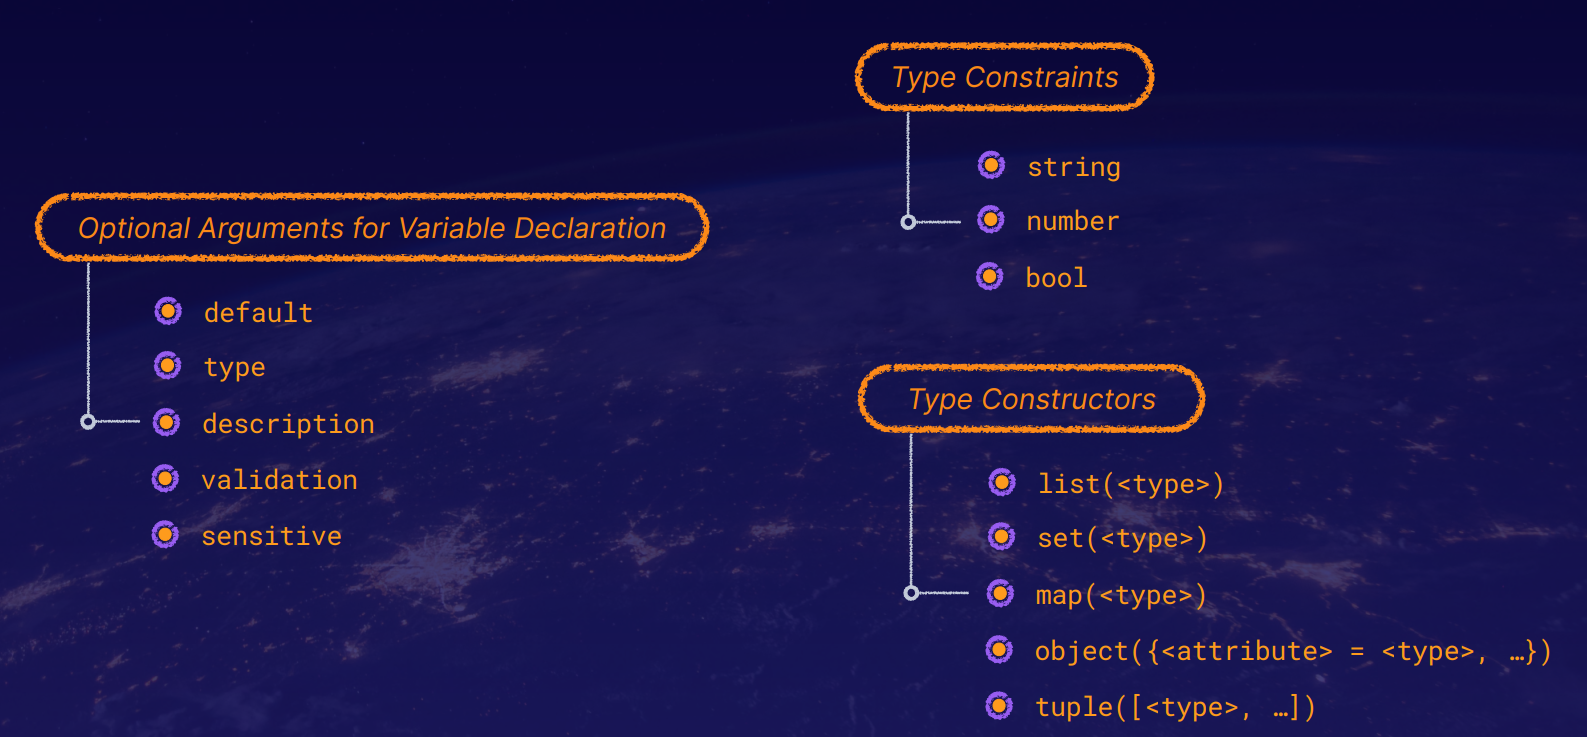 Optional Arguments for Variable Declaration
default
type
description
validation
sensitive
Type Constraints
string
number
bool
Type Constructors
list(<type>)
set(<type>)
map(<type>)
object({<attribute> = <type>, …})
tuple([<type>, …])